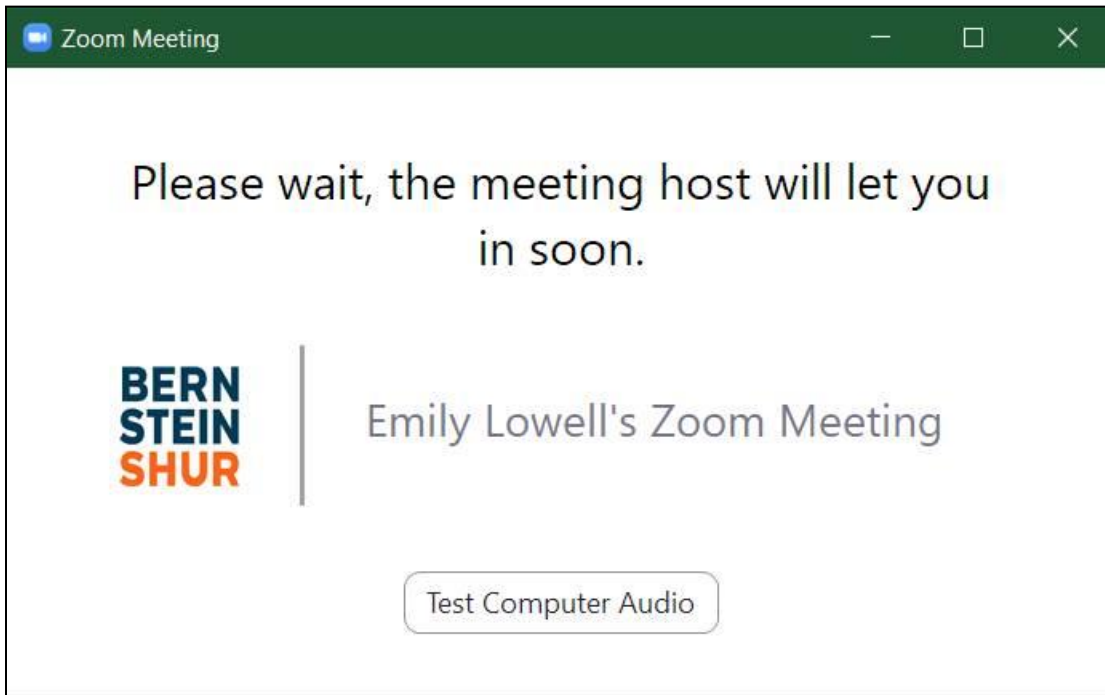 Zoom Meeting
Please wait, the meeting host will let you
in soon.
BERN
STEIN
SHUR
Emily Lowell's Zoom Meeting
Test Computer Audio